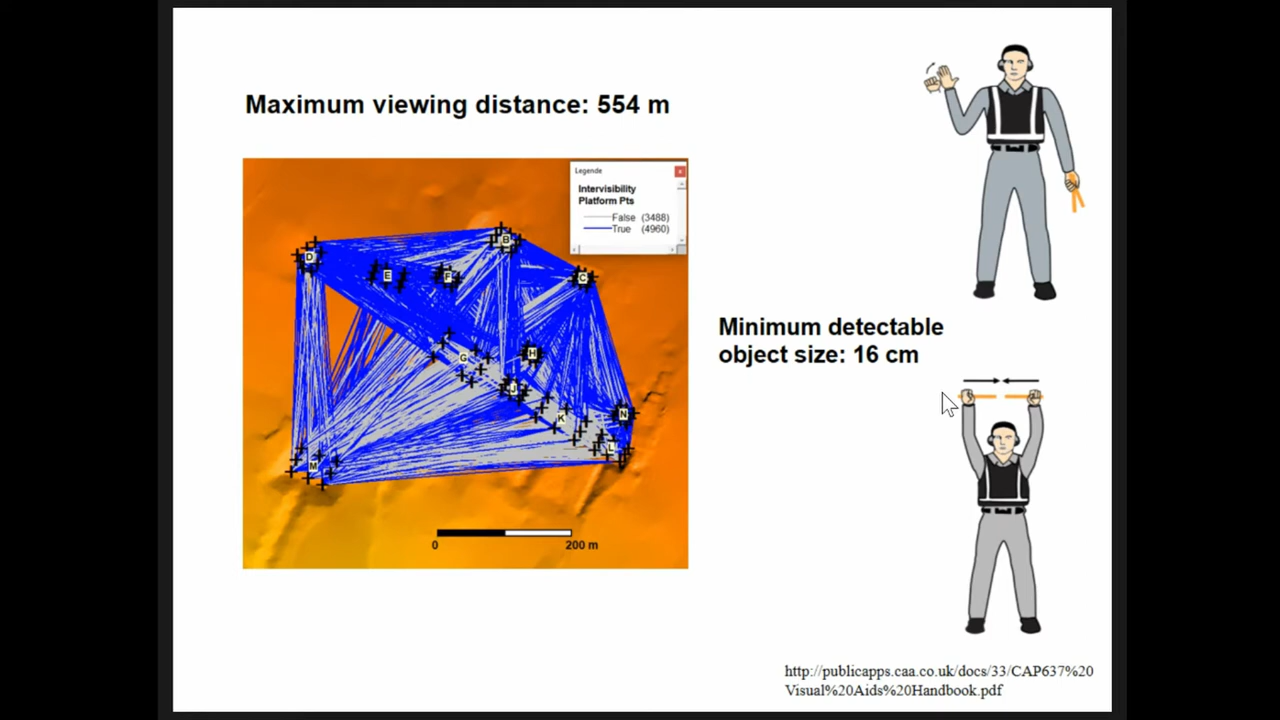 Maximum viewing distance: 554 m
Legende
Intervisibility
Platform Pts
False (3488)
True (4960)
B
D
E
F
C
G
H
J
K
N
L
M
0 200 m
Minimum detectable
object size: 16 cm
http://publicapps.caa.co.uk/docs/33/CAP637%20
Visual%20Aids%20Handbook.pdf